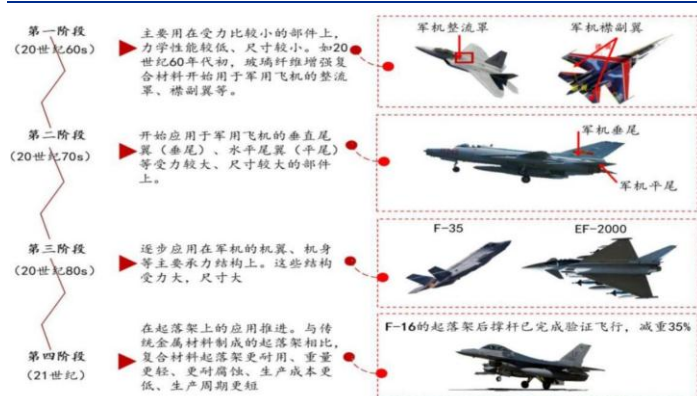 第一阶段
(20世纪60s)
主要用在受力比较小的部件上，
力学性能较低、尺寸较小。如20
世纪60年代初，玻璃纤维增强复
合材料开始用于军用飞机的整流
罩、襟副翼等。
军机整流罩
军机襟副翼
第二阶段
(20世纪70s)
开始应用于军用飞机的垂直尾
翼（垂尾）、水平尾翼（平尾）
等受力较大、尺寸较大的部件
上。
军机垂尾
军机平尾
第三阶段
(20世纪80s)
逐步应用在军机的机翼、机身
等主要承力结构上。这些结构
受力大，尺寸大
F-35
EF-2000
第四阶段
(21世纪)
在起落架上的应用推进。与传
统金属材料制成的起落架相比，
复合材料起落架更耐用、重量
更轻、更耐腐蚀、生产成本更
低、生产周期更短
F-16的起落架后撑杆已完成验证飞行，减重35%